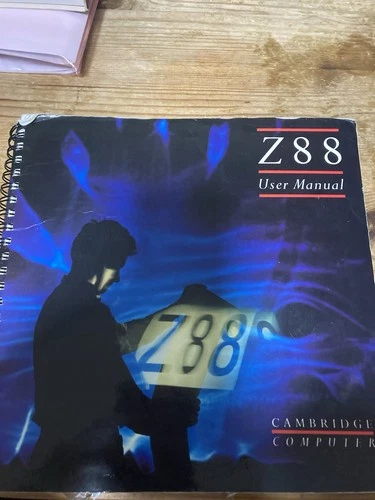 Z88
User Manual
Z88
CAMBRIDGE
COMPUTER